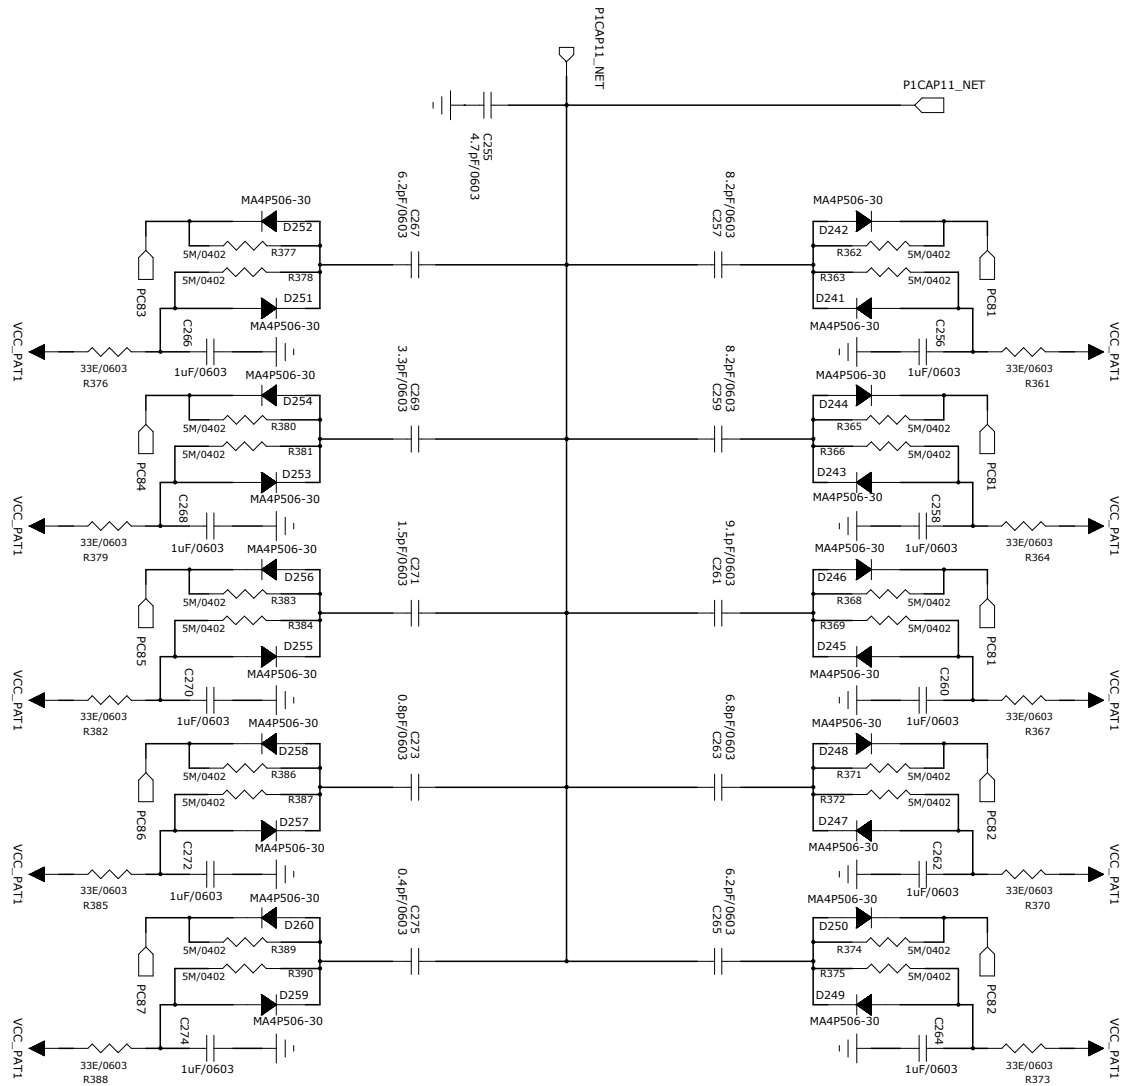 P1CAP11_NET
P1CAP11_NET
C255
4.7pF/0603
MA4P506-30
D252
R377
5M/0402
5M/0402
R378
D251
MA4P506-30
PC83
C266
1uF/0603
VCC_PAT1
33E/0603
R376
C267
6.2pF/0603
C257
8.2pF/0603
MA4P506-30
D242
R362
5M/0402
R363
5M/0402
D241
MA4P506-30
PC81
C256
1uF/0603
33E/0603
R361
VCC_PAT1
MA4P506-30
D254
R380
5M/0402
5M/0402
R381
D253
MA4P506-30
PC84
C268
1uF/0603
VCC_PAT1
33E/0603
R379
C269
3.3pF/0603
C259
8.2pF/0603
MA4P506-30
D244
R365
5M/0402
R366
5M/0402
D243
MA4P506-30
PC81
C258
1uF/0603
33E/0603
R364
VCC_PAT1
MA4P506-30
D256
R383
5M/0402
5M/0402
R384
D255
MA4P506-30
PC85
C270
1uF/0603
VCC_PAT1
33E/0603
R382
C271
1.5pF/0603
C261
9.1pF/0603
MA4P506-30
D246
R368
5M/0402
R369
5M/0402
D245
MA4P506-30
PC81
C260
1uF/0603
33E/0603
R367
VCC_PAT1
MA4P506-30
D258
R386
5M/0402
5M/0402
R387
D257
MA4P506-30
PC86
C272
1uF/0603
VCC_PAT1
33E/0603
R385
C273
0.8pF/0603
C263
6.8pF/0603
MA4P506-30
D248
R371
5M/0402
R372
5M/0402
D247
MA4P506-30
PC82
C262
1uF/0603
33E/0603
R370
VCC_PAT1
MA4P506-30
D260
R389
5M/0402
5M/0402
R390
D259
MA4P506-30
PC87
C274
1uF/0603
VCC_PAT1
33E/0603
R388
C275
0.4pF/0603
C265
6.2pF/0603
MA4P506-30
D250
R374
5M/0402
R375
5M/0402
D249
MA4P506-30
PC82
C264
1uF/0603
33E/0603
R373
VCC_PAT1